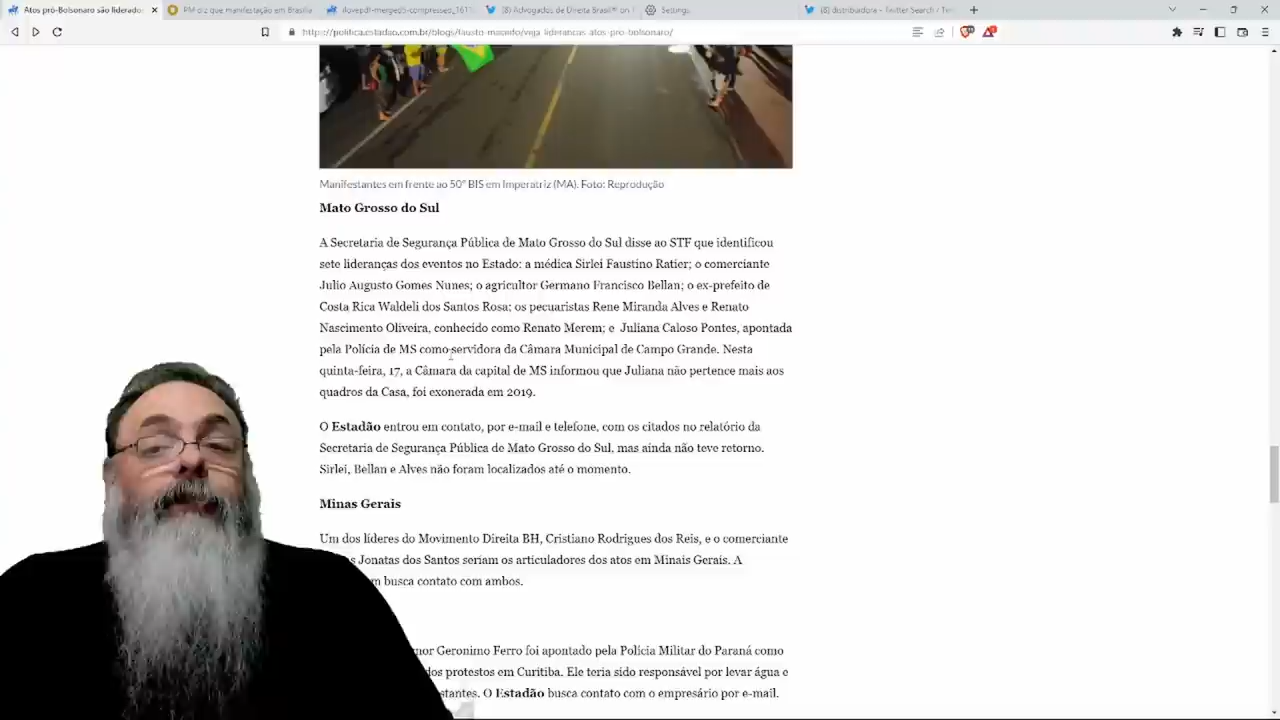 Atos pró-Bolsonaro são liderados
PM diz que manifestação em Brasília
ilovepdf-merged5-compressed_1611
(8) Advogados de Direita Brasil® on T
Settings
(8) distribuidora - Twitter Search / Twi
https://politica.estadao.com.br/blogs/fausto-macedo/veja-liderancas-atos-pro-bolsonaro/
Manifestantes em frente ao 50º BIS em Imperatriz (MA). Foto: Reprodução
Mato Grosso do Sul
A Secretaria de Segurança Pública de Mato Grosso do Sul disse ao STF que identificou
sete lideranças dos eventos no Estado: a médica Sirlei Faustino Ratier; o comerciante
Julio Augusto Gomes Nunes; o agricultor Germano Francisco Bellan; o ex-prefeito de
Costa Rica Waldeli dos Santos Rosa; os pecuaristas Rene Miranda Alves e Renato
Nascimento Oliveira, conhecido como Renato Merem; e Juliana Caloso Pontes, apontada
pela Polícia de MS como servidora da Câmara Municipal de Campo Grande. Nesta
quinta-feira, 17, a Câmara da capital de MS informou que Juliana não pertence mais aos
quadros da Casa, foi exonerada em 2019.
O Estadão entrou em contato, por e-mail e telefone, com os citados no relatório da
Secretaria de Segurança Pública de Mato Grosso do Sul, mas ainda não teve retorno.
Sirlei, Bellan e Alves não foram localizados até o momento.
Minas Gerais
Um dos líderes do Movimento Direita BH, Cristiano Rodrigues dos Reis, e o comerciante
Jonatas dos Santos seriam os articuladores dos atos em Minais Gerais. A
busca contato com ambos.
Geronimo Ferro foi apontado pela Polícia Militar do Paraná como
dos protestos em Curitiba. Ele teria sido responsável por levar água e
O Estadão busca contato com o empresário por e-mail.